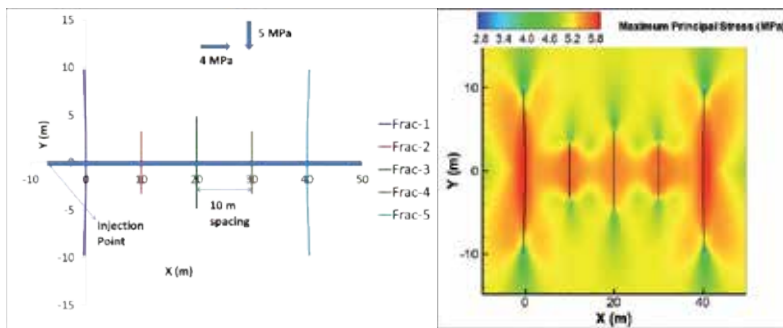 15
10
5
0
-5
-10
-15
Y (m)
-10 0 10 20 30 40 50
X (m)
5 MPa
4 MPa
10 m
spacing
Injection
Point
Frac-1
Frac-2
Frac-3
Frac-4
Frac-5
Maximum Principal Stress (MPa)
2.8 3.4 4.0 4.6 5.2 5.8
10
0
-10
Y (m)
0 20 40
X (m)